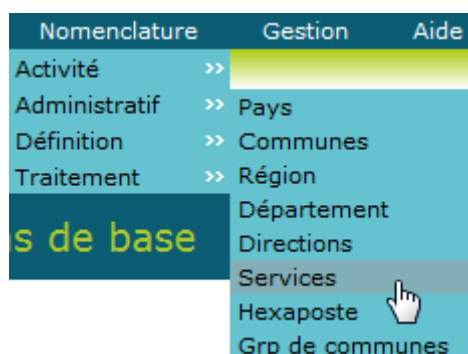 Nomenclature Gestion Aide
Activité >>
Administratif >> Pays
Définition >> Communes
Traitement >> Région
Département
s de base Directions
Services
Hexaposte
Grp de communes